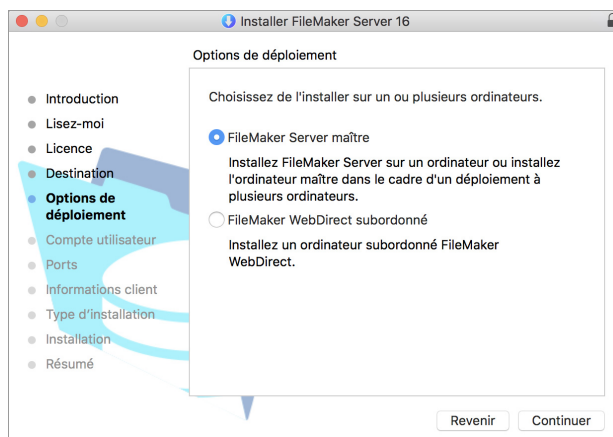 Installer FileMaker Server 16
Options de déploiement
Introduction
Lisez-moi
Licence
Destination
Options de
déploiement
Compte utilisateur
Ports
Informations client
Type d'installation
Installation
Résumé
Choisissez de l'installer sur un ou plusieurs ordinateurs.
FileMaker Server maître
Installez FileMaker Server sur un ordinateur ou installez
l'ordinateur maître dans le cadre d'un déploiement à
plusieurs ordinateurs.
FileMaker WebDirect subordonné
Installez un ordinateur subordonné FileMaker
WebDirect.
Revenir
Continuer